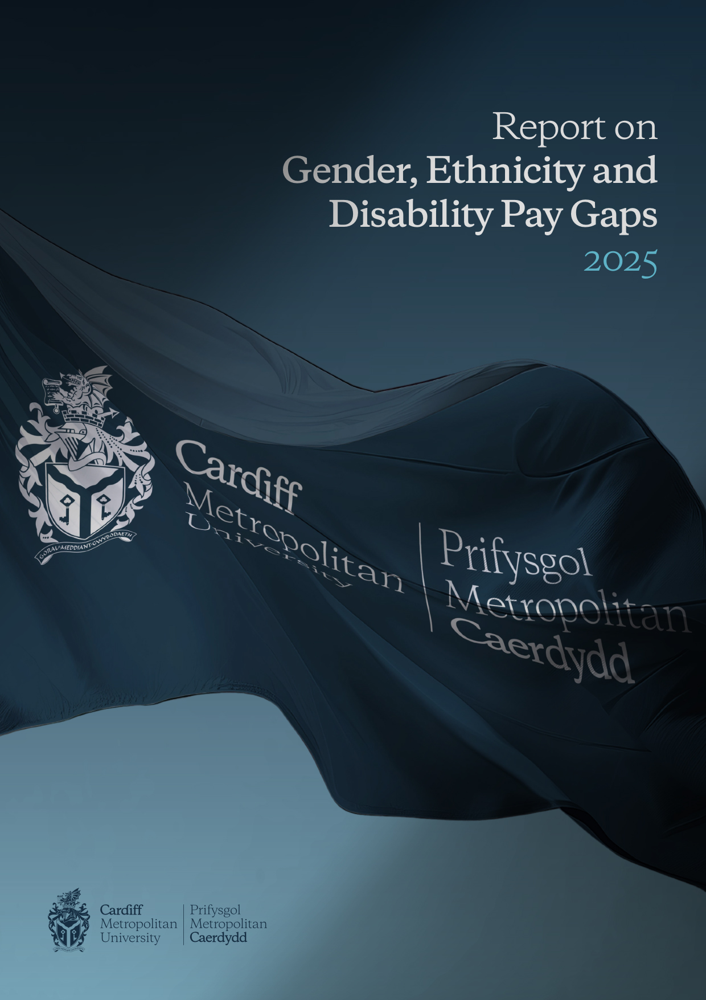 Report on
Gender, Ethnicity and
Disability Pay Gaps
2025
Cardiff
Metropolitan
University
Prifysgol
Metropolitan
Caerdydd
GORAU·MEDDIANT·GWYBODAETH
Cardiff
Metropolitan
University
Prifysgol
Metropolitan
Caerdydd